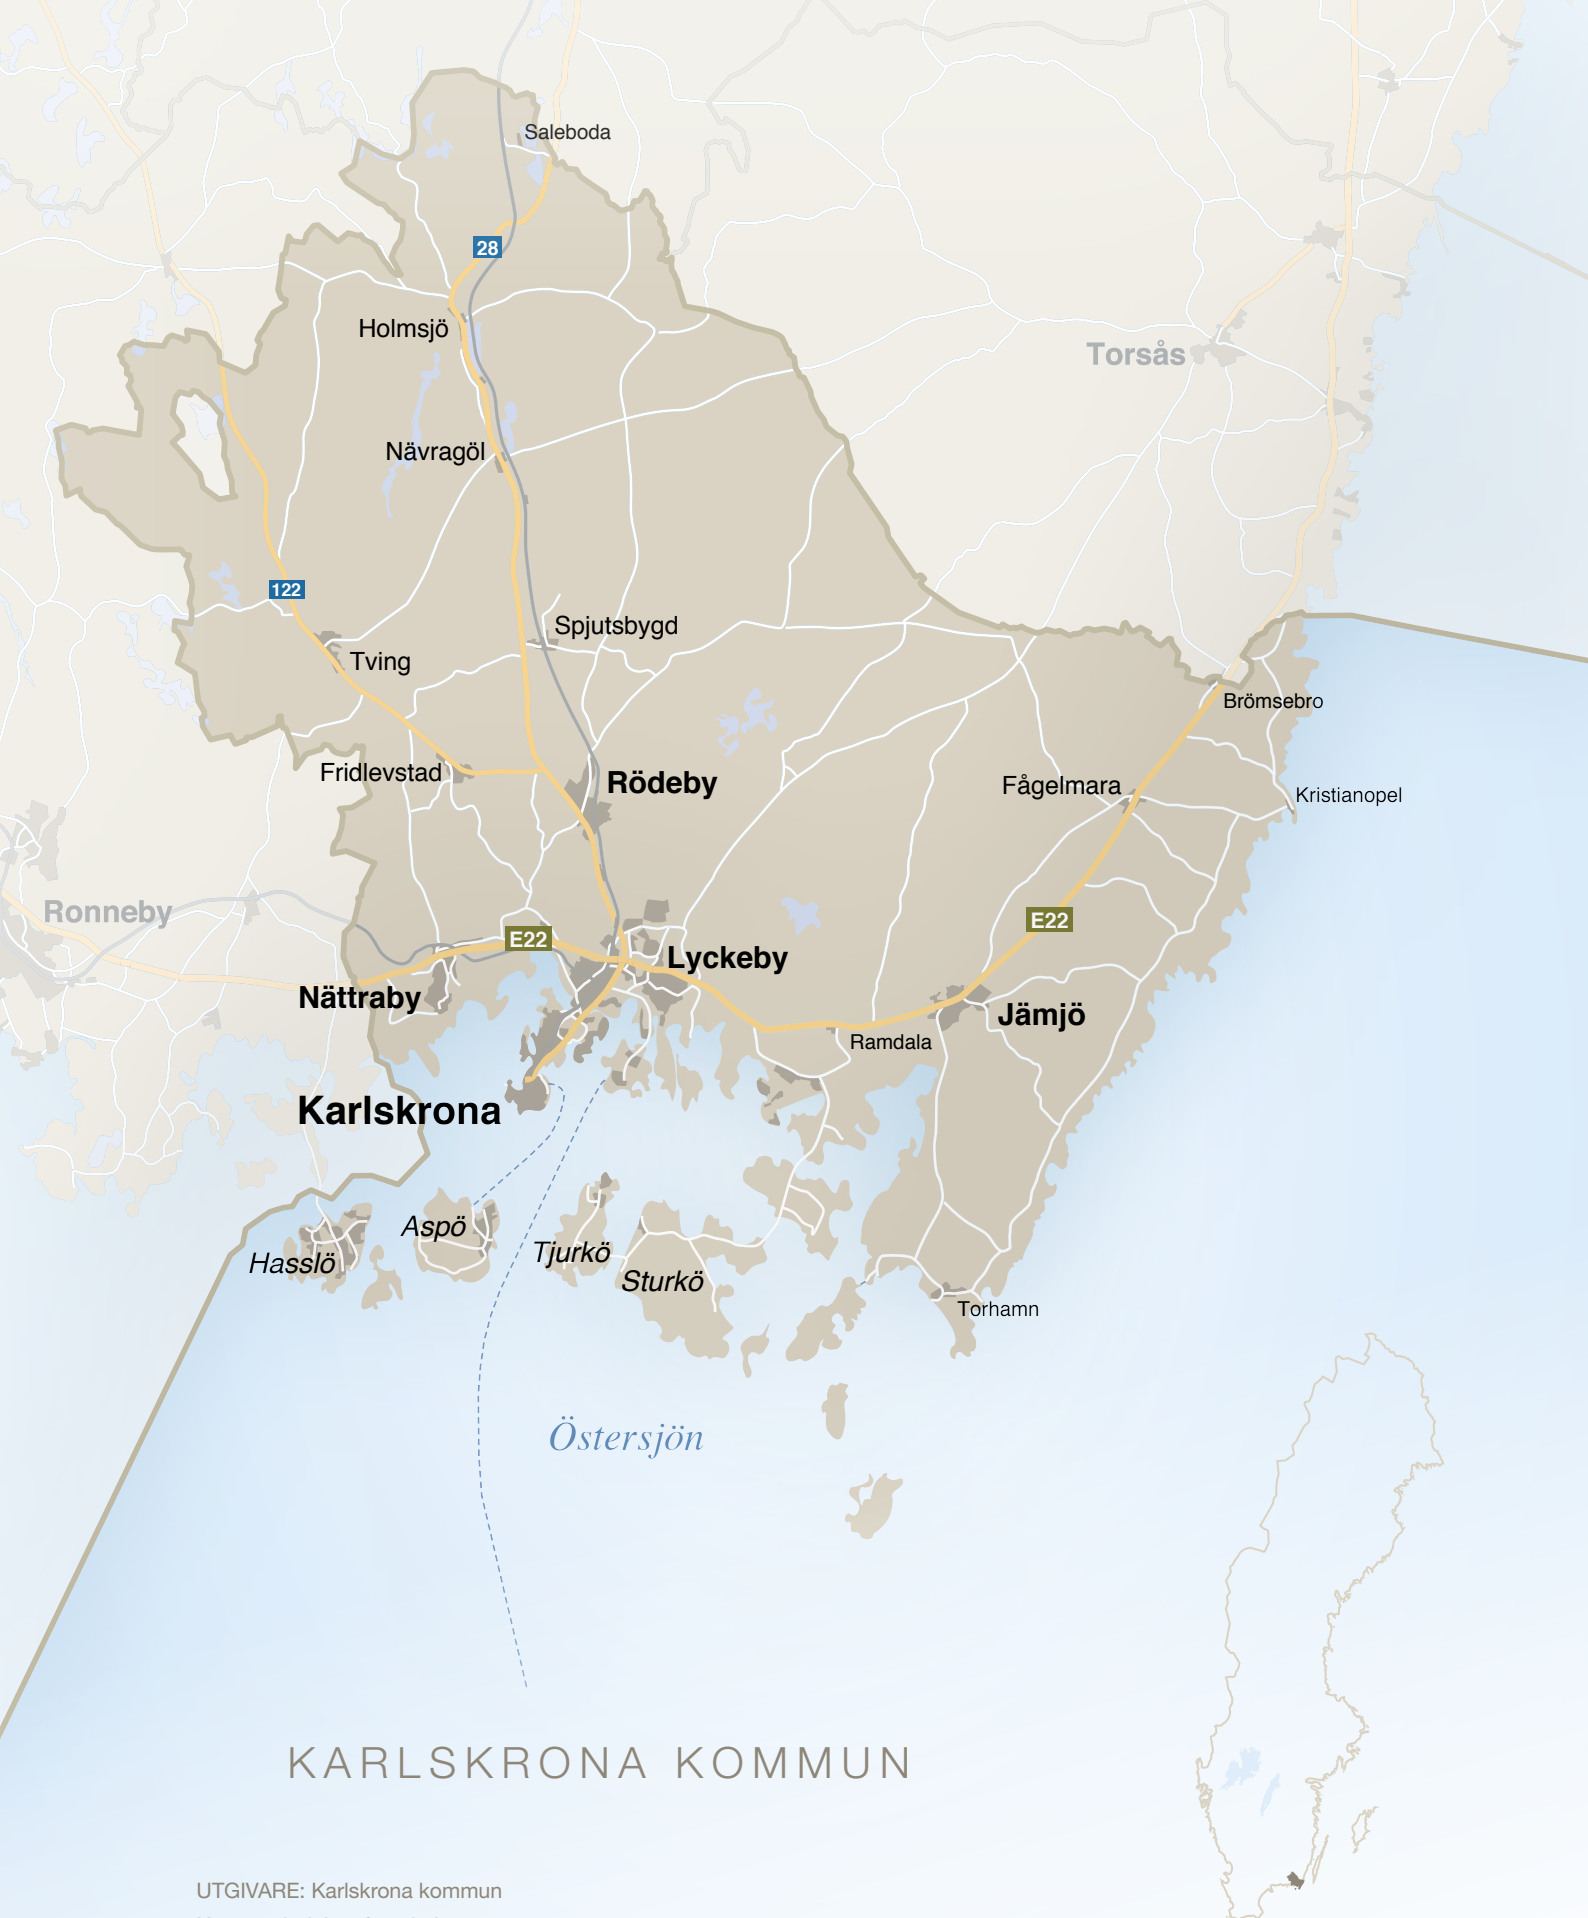 Saleboda
28
Holmsjö
Torsås
Nävragöl
122
Spjutsbygd
Tving
Brömsebro
Fridlevstad
Rödeby
Fågelmara
Kristianopel
Ronneby
E22
E22
Lyckeby
Nättraby
Jämjö
Ramdala
Karlskrona
Aspö
Hasslö
Tjurkö
Sturkö
Torhamn
Östersjön
KARLSKRONA KOMMUN
UTGIVARE: Karlskrona kommun